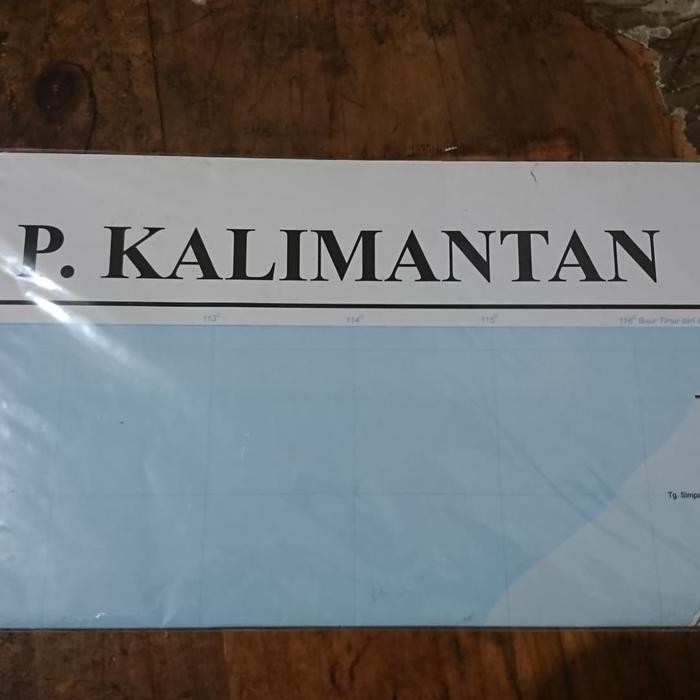 P. KALIMANTAN
113° 114° 115° 116° Bujur Timur dari
Tg. Simpa